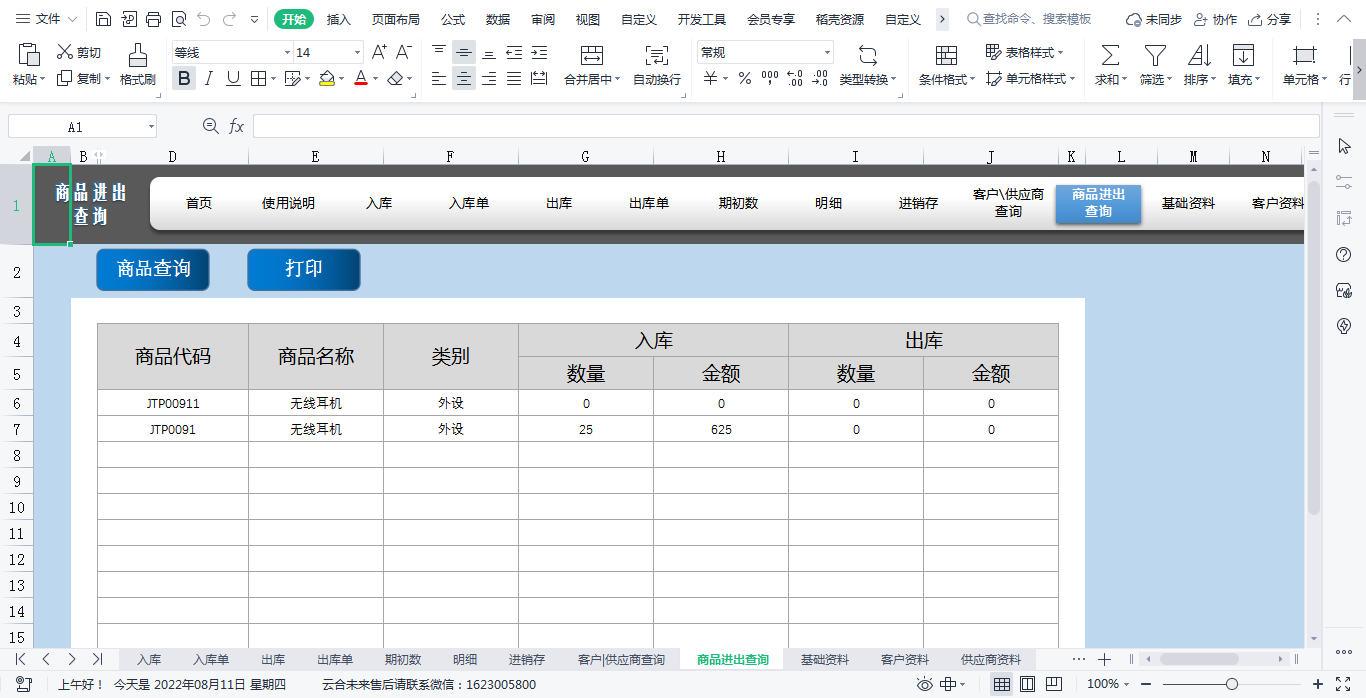 文件 开始 插入 页面布局 公式 数据 审阅 视图 自定义 开发工具 会员专享 稻壳资源 自定义 查找命令、搜索模板 未同步 协作 分享
粘贴 剪切 复制 格式刷 等线 14 A+ A- 合并居中 自动换行 常规 类型转换 条件格式 表格样式 单元格样式 求和 筛选 排序 填充 单元格 行
B I U A ¥ % 000 ←.0 .00 .00 →.0
A1 fx
A B D E F G H I J K L M N
1 商品进出
查询
首页 使用说明 入库 入库单 出库 出库单 期初数 明细 进销存 客户\供应商
查询
商品进出
查询
基础资料 客户资料
2 商品查询 打印
3
4 商品代码 商品名称 类别 入库 出库
5 数量 金额 数量 金额
6 JTP00911 无线耳机 外设 0 0 0 0
7 JTP0091 无线耳机 外设 25 625 0 0
8
9
10
11
12
13
14
15
入库 入库单 出库 出库单 期初数 明细 进销存 客户|供应商查询 商品进出查询 基础资料 客户资料 供应商资料 ···
上午好！ 今天是 2022年08月11日 星期四 云合未来售后请联系微信：1623005800 100%